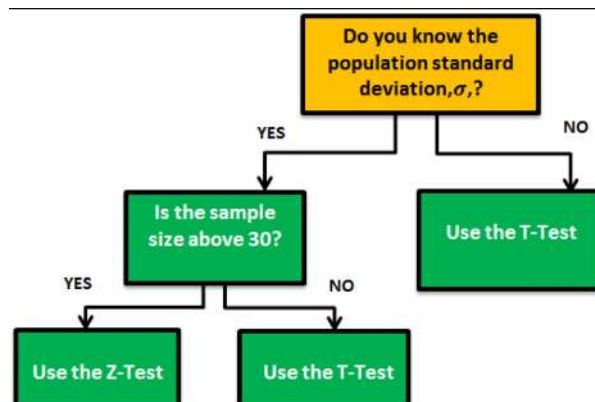 Do you know the
population standard
deviation,σ,?
YES
NO
Is the sample
size above 30?
Use the T-Test
YES
NO
Use the Z-Test
Use the T-Test